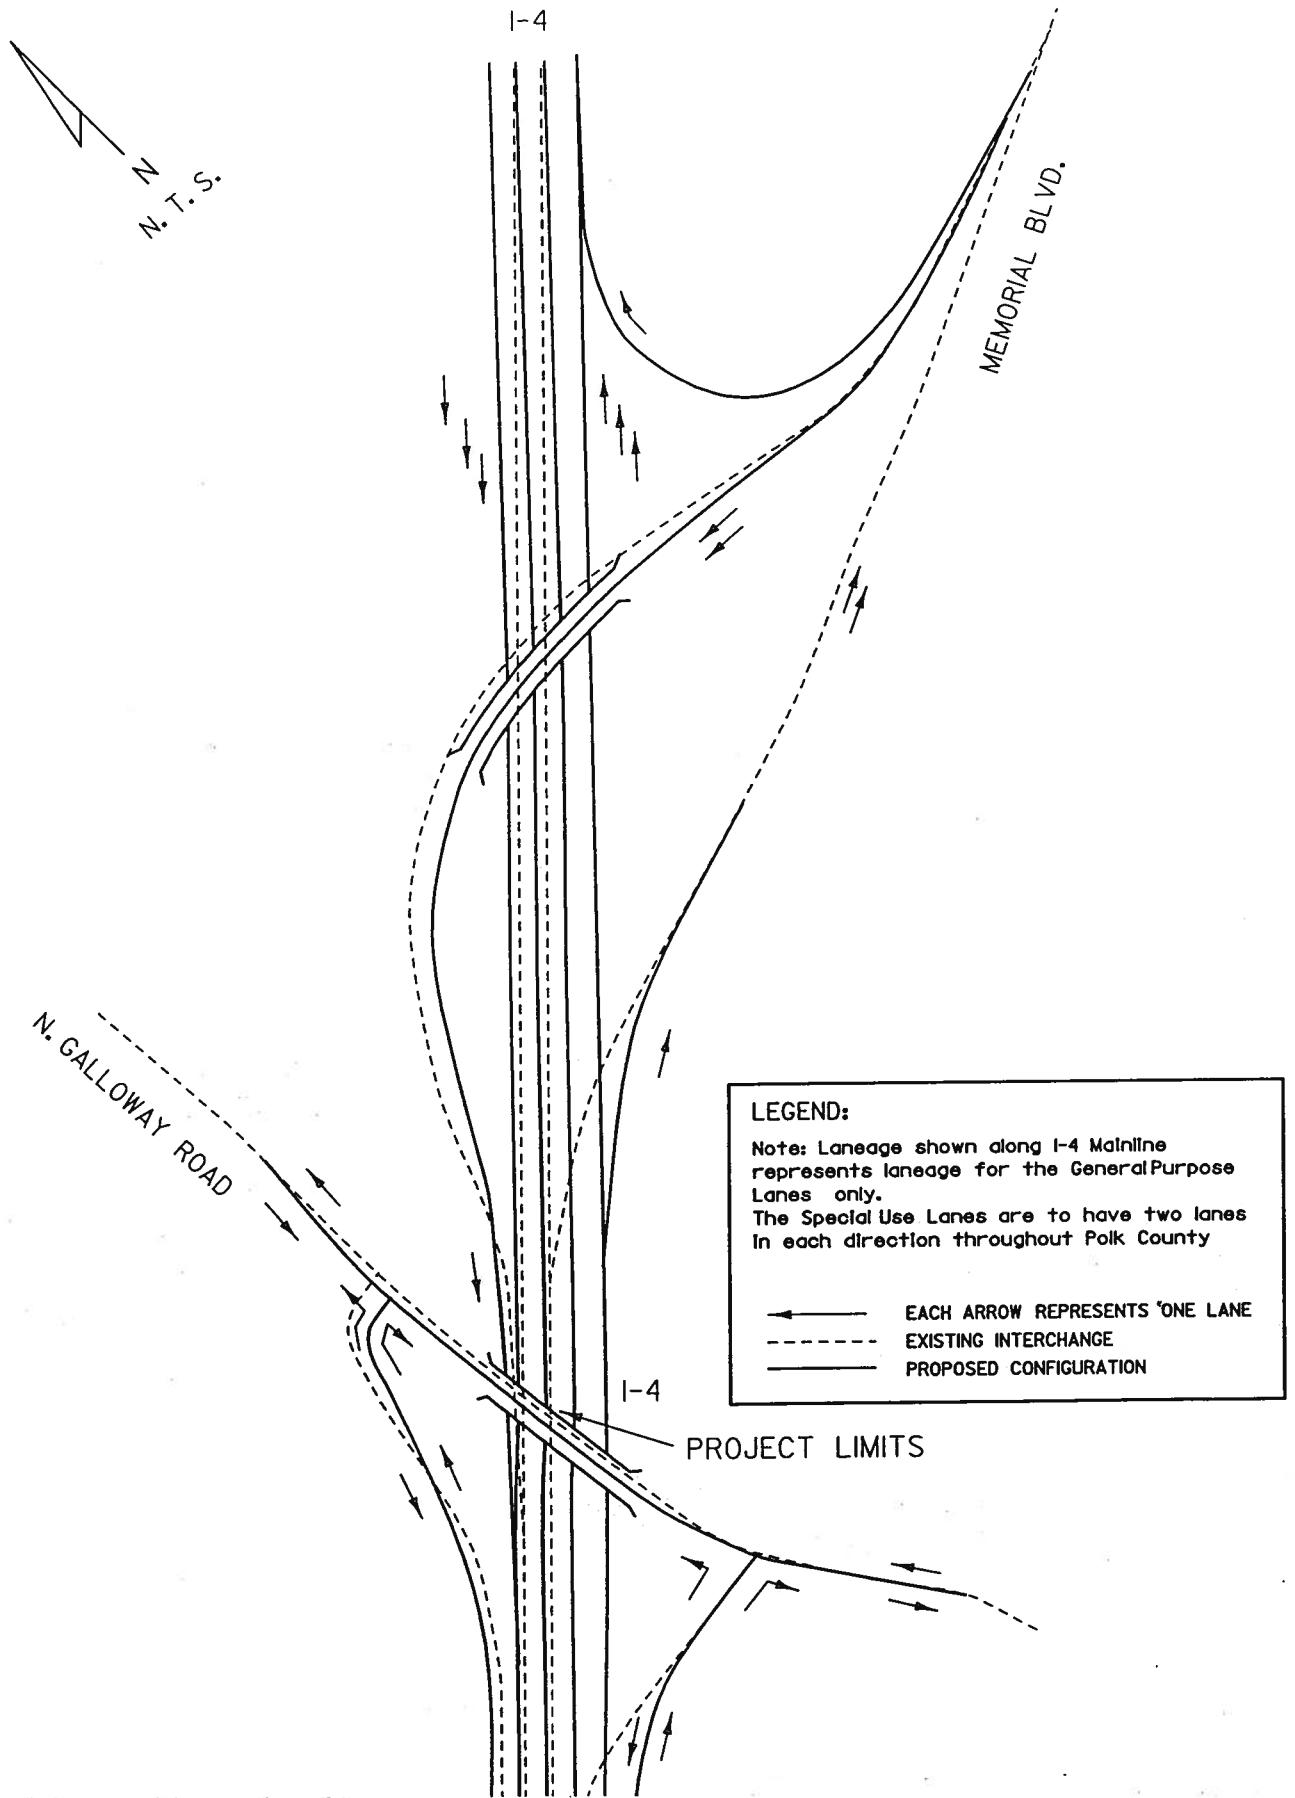 I-4
N
N. T. S.
MEMORIAL BLVD.
N. GALLOWAY ROAD
LEGEND:
Note: Laneage shown along I-4 Mainline
represents laneage for the General Purpose
Lanes only.
The Special Use Lanes are to have two lanes
in each direction throughout Polk County
EACH ARROW REPRESENTS "ONE LANE
EXISTING INTERCHANGE
PROPOSED CONFIGURATION
I-4
PROJECT LIMITS